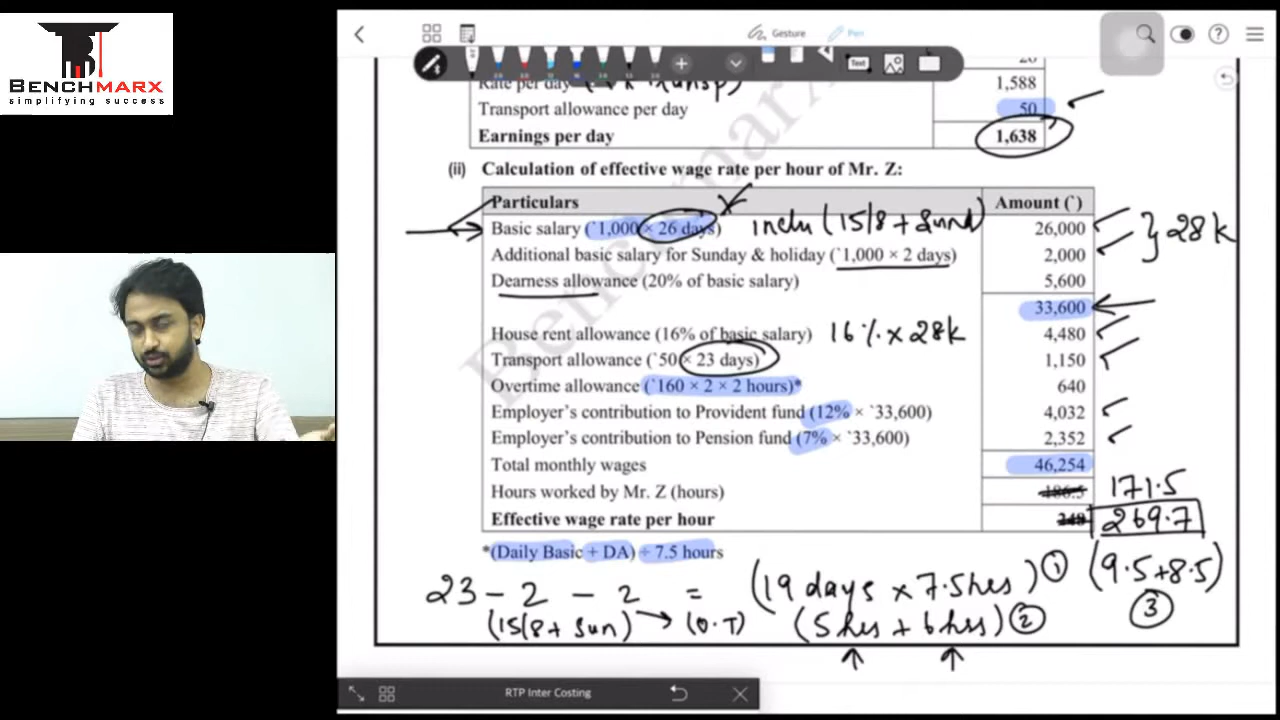 BENCHMARX
simplifying success
Gesture
Pen
Text
20
Rate per day
1,588
Transport allowance per day
50
Earnings per day
1,638
(ii) Calculation of effective wage rate per hour of Mr. Z:
Particulars
Amount (`)
Basic salary (`1,000 × 26 days)
inclu (15/8 + Sund)
26,000
} 28k
Additional basic salary for Sunday & holiday (`1,000 × 2 days)
2,000
Dearness allowance (20% of basic salary)
5,600
33,600
House rent allowance (16% of basic salary)
16% × 28k
4,480
Transport allowance (`50 × 23 days)
1,150
Overtime allowance (`160 × 2 × 2 hours)*
640
Employer's contribution to Provident fund (12% × `33,600)
4,032
Employer's contribution to Pension fund (7% × `33,600)
2,352
Total monthly wages
46,254
Hours worked by Mr. Z (hours)
186.5
171.5
Effective wage rate per hour
248
269.7
*(Daily Basic + DA) ÷ 7.5 hours
23 - 2 - 2 = (19 days × 7.5hrs) ①
(9.5+8.5)
(15/8 + Sun) → (O.T)
(5hrs + 6hrs) ②
③
RTP Inter Costing